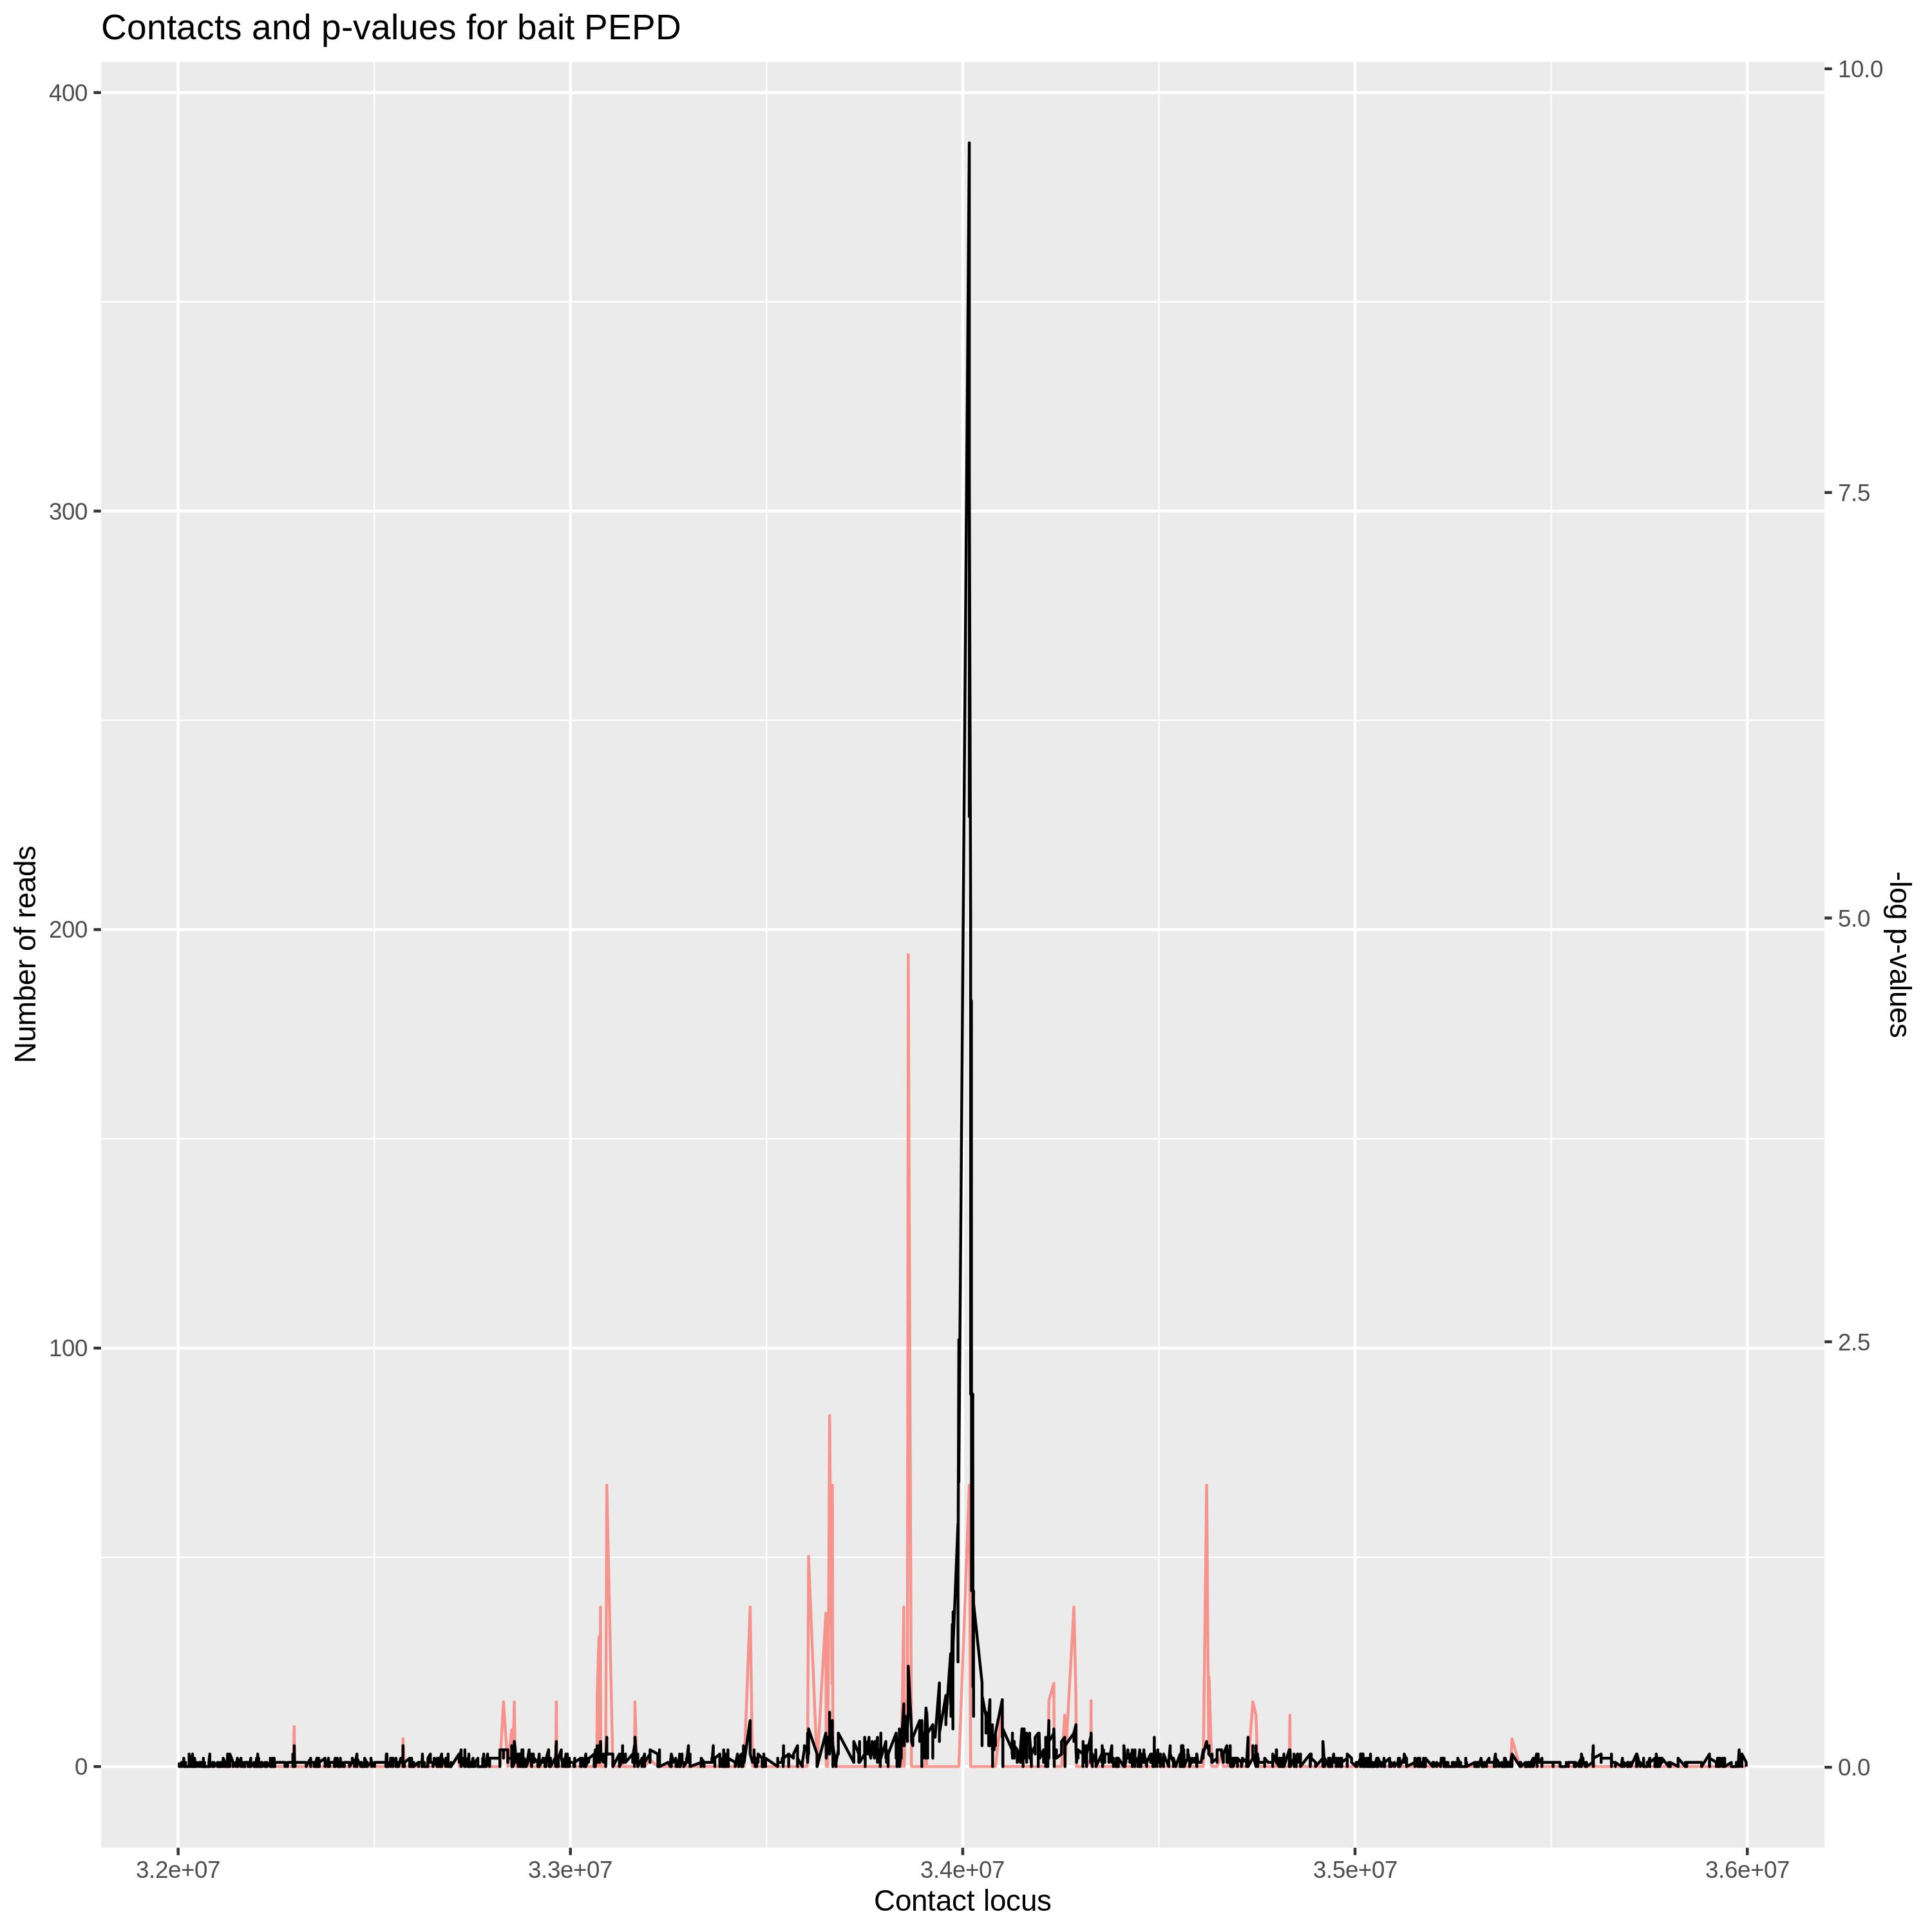 Contacts and p-values for bait PEPD
400
300
200
100
0
Number of reads
10.0
7.5
5.0
2.5
0.0
-log p-values
3.2e+07
3.3e+07
3.4e+07
3.5e+07
3.6e+07
Contact locus